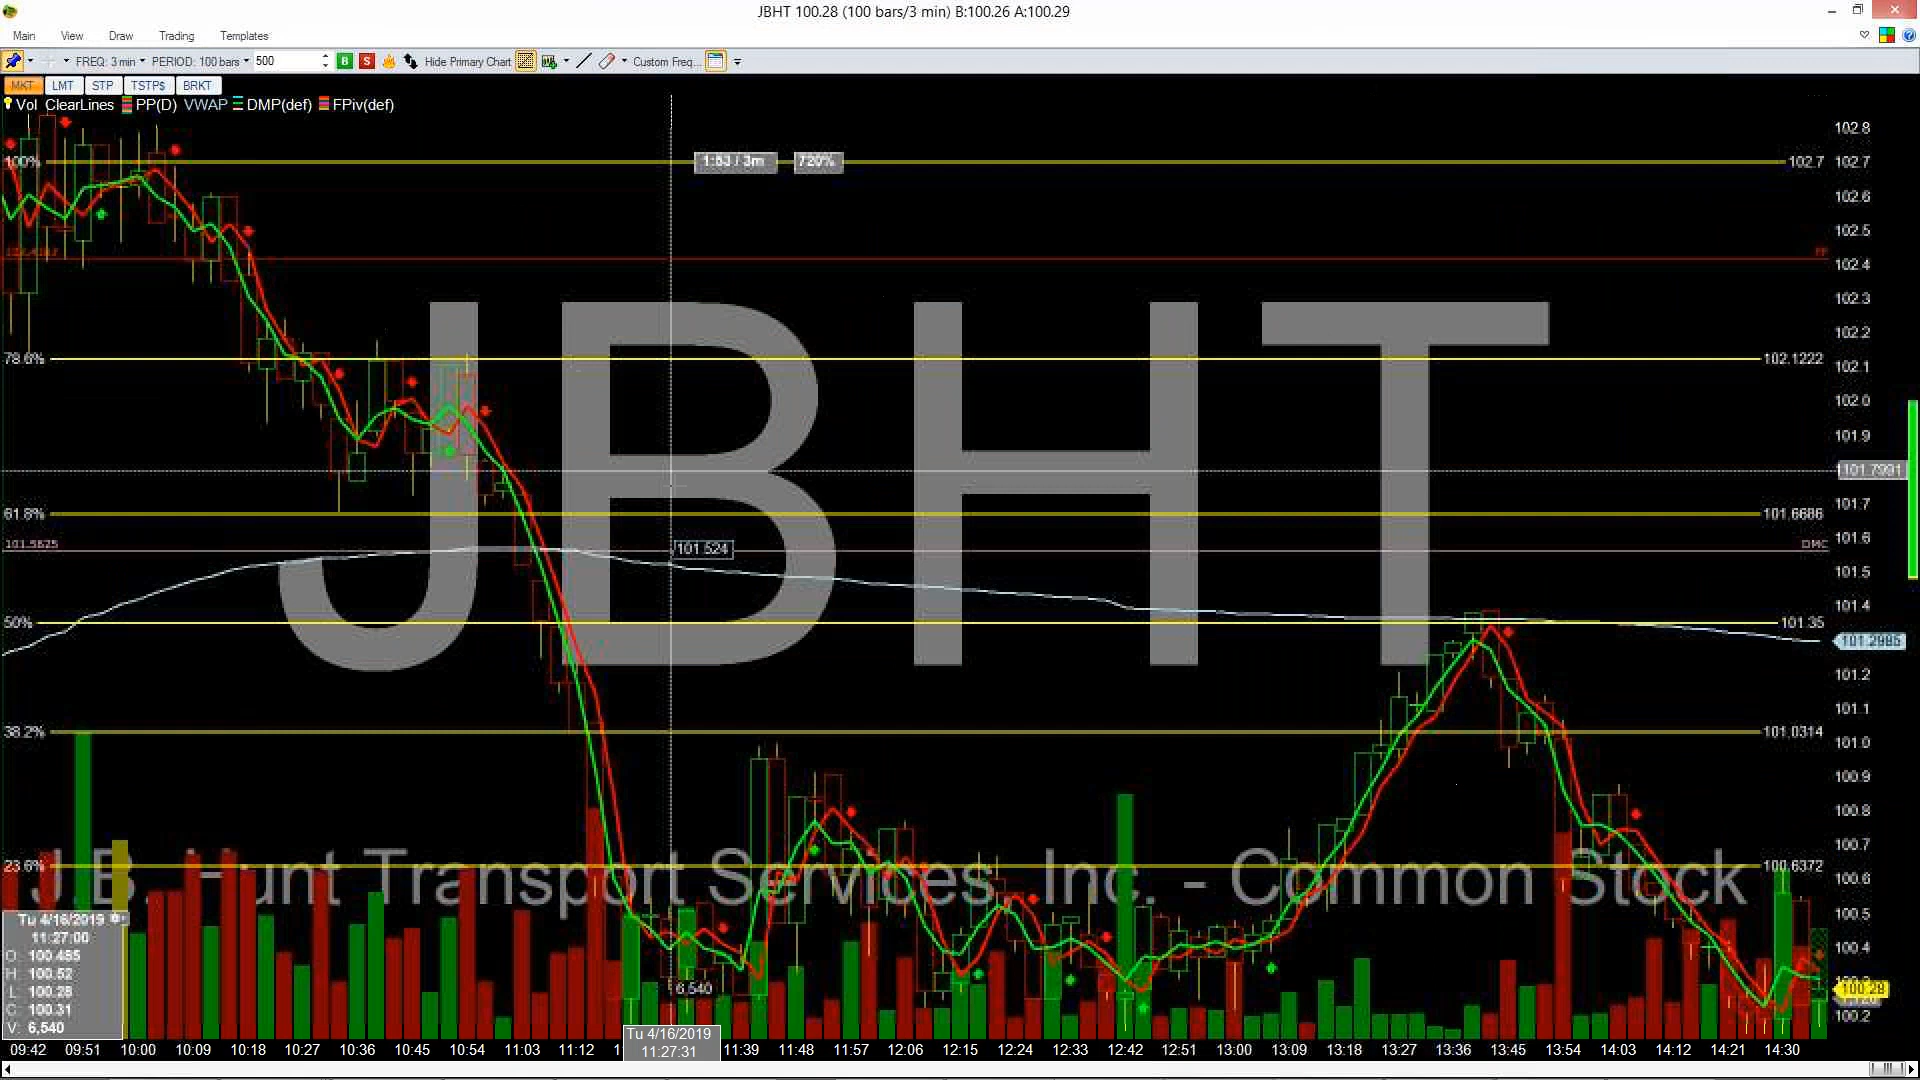 JBHT 100.28 (100 bars/3 min) B:100.26 A:100.29
Main View Draw Trading Templates
FREQ: 3 min PERIOD: 100 bars 500 B S Hide Primary Chart Custom Freq...
MKT LMT STP TSTP$ BRKT
Vol ClearLines PP(D) VWAP DMP(def) FPiv(def)
102.8
100% 1:53 / 3m 720% 102.7 102.7
102.6
102.5
PP
102.4
102.3
102.2
78.6% 102.1222
102.1
102.0
101.9
JBHT
101.7991
101.7
61.8% 101.6686
101.5625 101.524 DMC 101.6
101.5
101.4
50% 101.35
101.2985
101.2
101.1
38.2% 101.0314
101.0
100.9
100.8
100.7
23.6% 100.6372
J.B. Hunt Transport Services, Inc. - Common Stock
100.6
100.5
100.4
Tu 4/16/2019
11:27:00
O: 100.485
H: 100.52
L: 100.28
C: 100.31
V: 6,540
6,540
100.28
100.2
Tu 4/16/2019
11:27:31
09:42 09:51 10:00 10:09 10:18 10:27 10:36 10:45 10:54 11:03 11:12 11:39 11:48 11:57 12:06 12:15 12:24 12:33 12:42 12:51 13:00 13:09 13:18 13:27 13:36 13:45 13:54 14:03 14:12 14:21 14:30